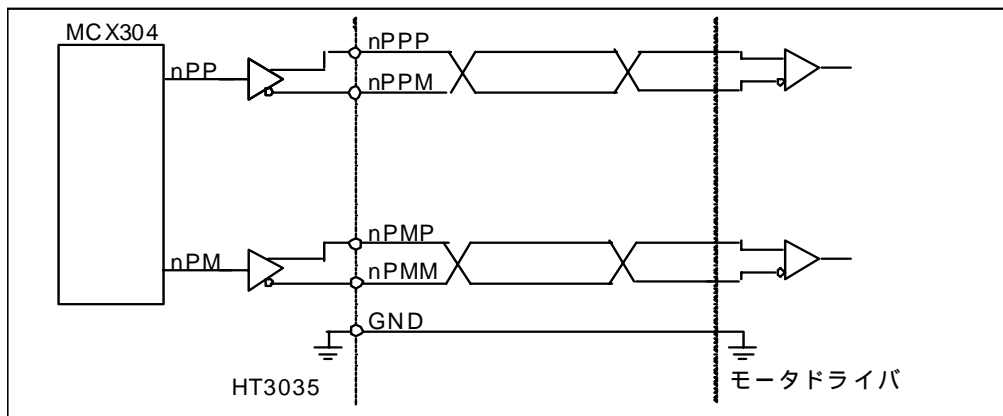 MCX304
nPP
nPPP
nPPM
nPM
nPMP
nPMM
GND
HT3035
モータドライバ